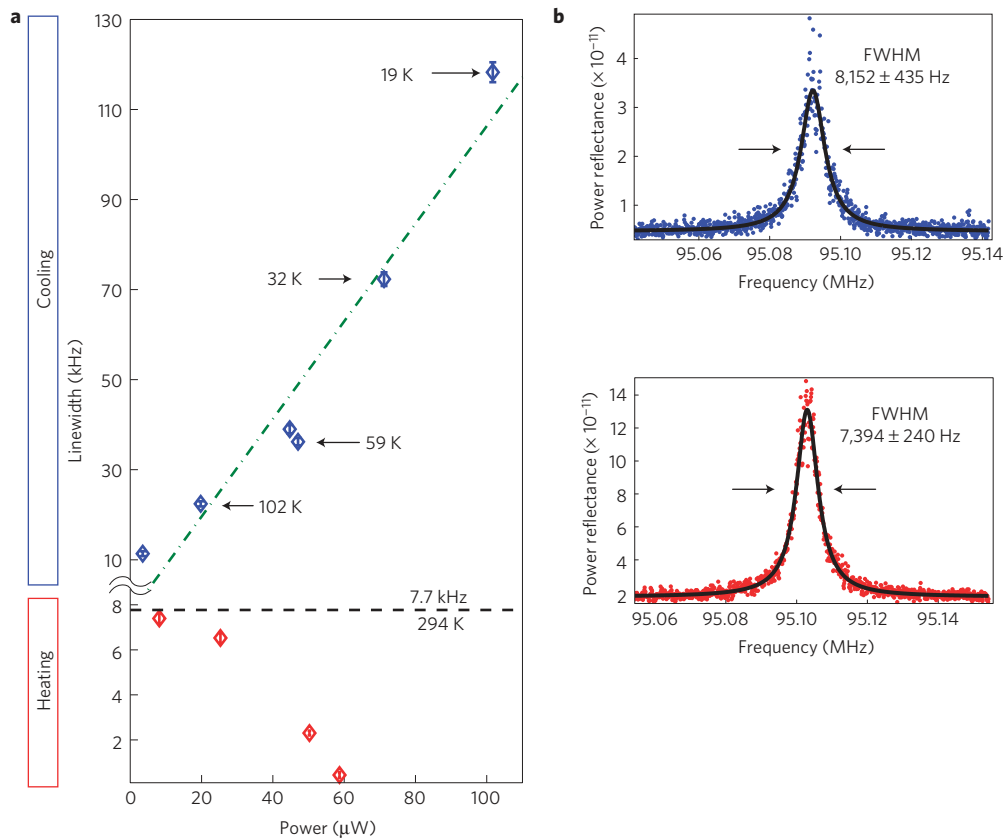 a
Cooling
Heating
Linewidth (kHz)
130
110
90
70
50
30
10
8
6
4
2
0
20
40
60
80
100
Power (μW)
19 K
32 K
59 K
102 K
7.7 kHz
294 K
b
Power reflectance (× 10⁻¹¹)
4
3
2
1
FWHM
8,152 ± 435 Hz
95.06
95.08
95.10
95.12
95.14
Frequency (MHz)
Power reflectance (× 10⁻¹¹)
14
12
10
8
6
4
2
FWHM
7,394 ± 240 Hz
95.06
95.08
95.10
95.12
95.14
Frequency (MHz)